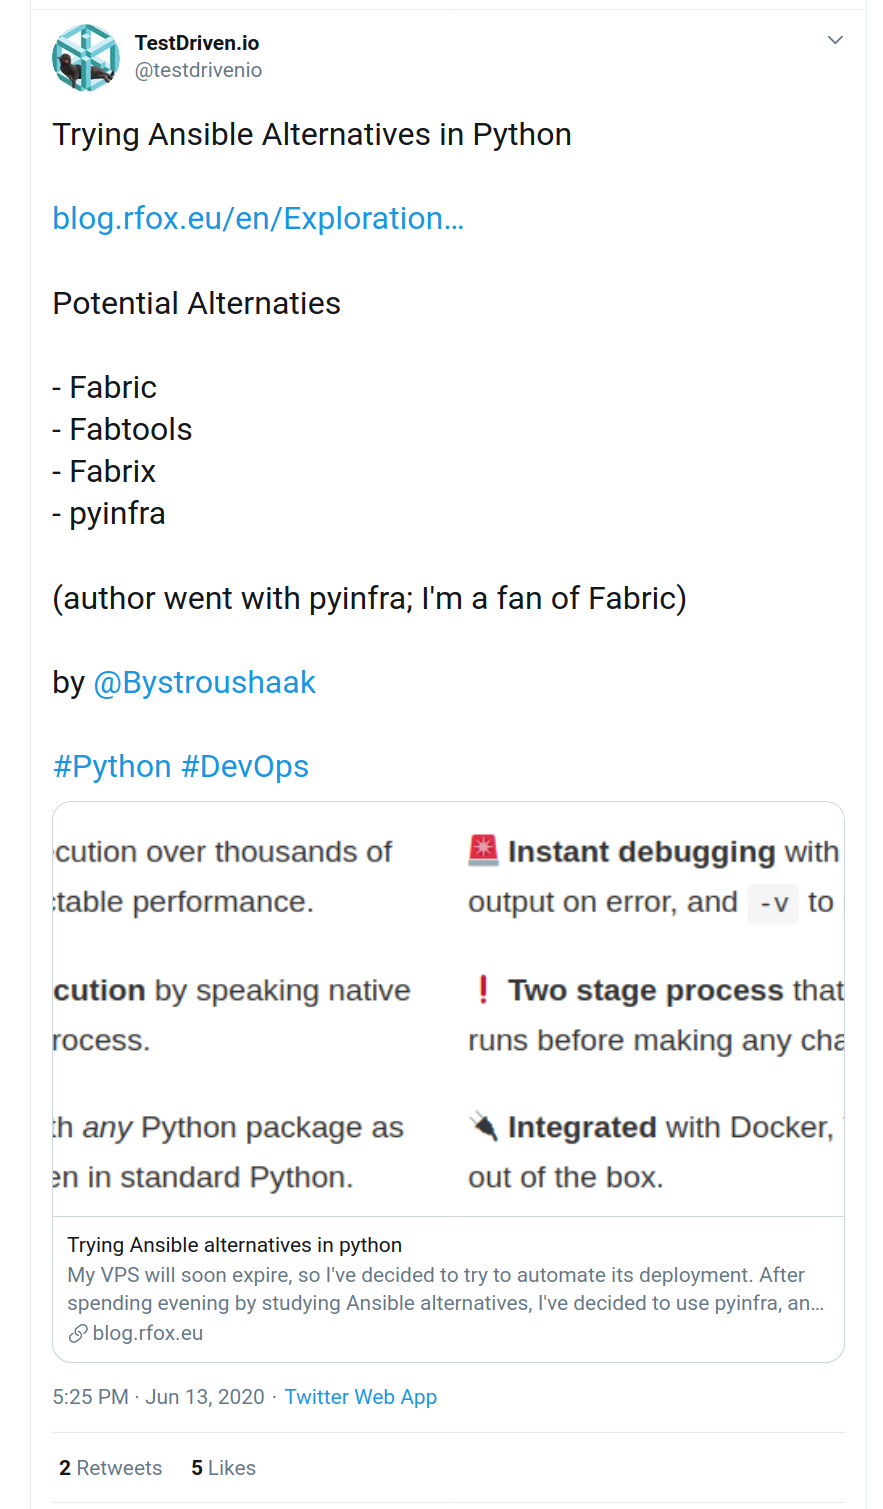 TestDriven.io
@testdrivenio
Trying Ansible Alternatives in Python
blog.rfox.eu/en/Exploration…
Potential Alternaties
- Fabric
- Fabtools
- Fabrix
- pyinfra
(author went with pyinfra; I'm a fan of Fabric)
by @Bystroushaak
#Python #DevOps
cution over thousands of
table performance.
cution by speaking native
rocess.
th any Python package as
en in standard Python.
Instant debugging with
output on error, and -v to
Two stage process that
runs before making any cha
Integrated with Docker,
out of the box.
Trying Ansible alternatives in python
My VPS will soon expire, so I've decided to try to automate its deployment. After
spending evening by studying Ansible alternatives, I've decided to use pyinfra, an…
blog.rfox.eu
5:25 PM · Jun 13, 2020 · Twitter Web App
2 Retweets 5 Likes